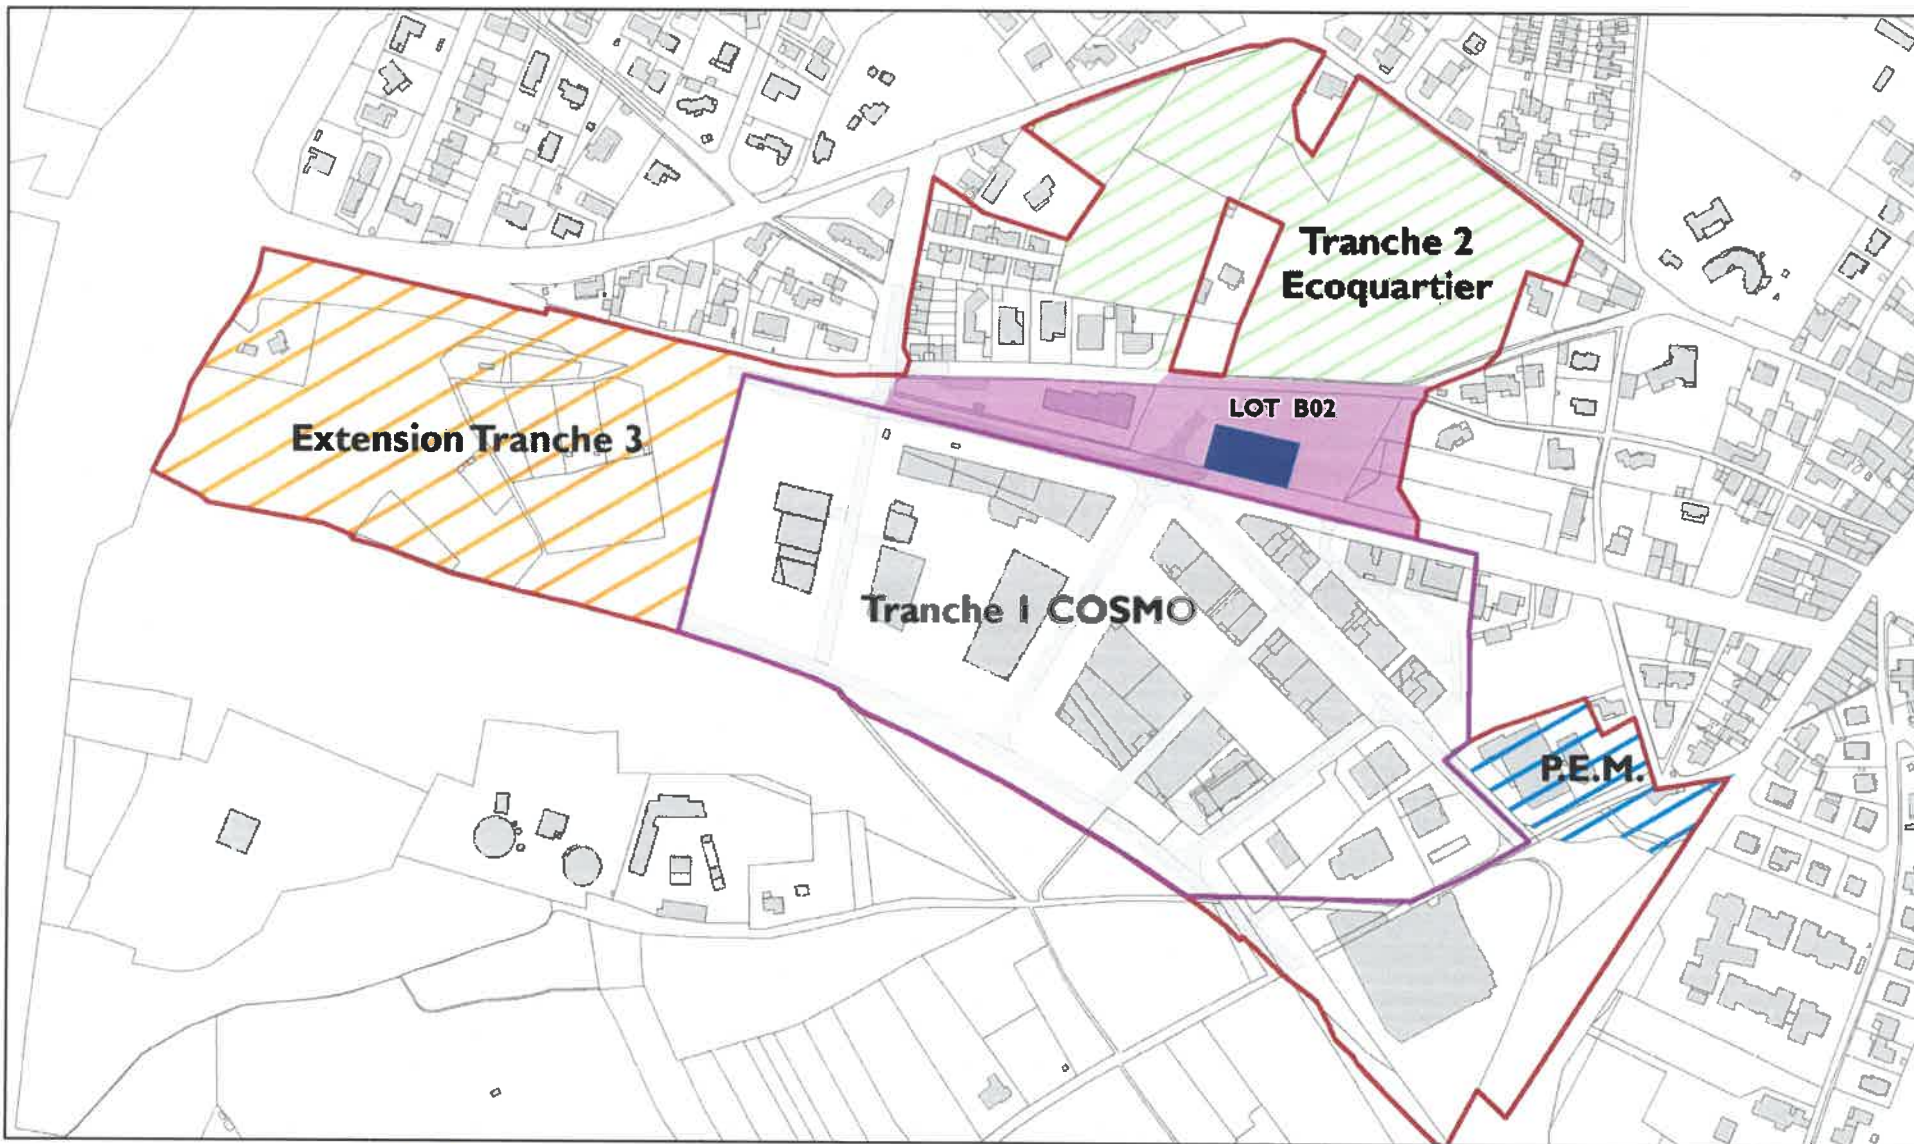 Tranche 2
Ecoquartier
LOT B02
Extension Tranche 3
Tranche 1 COSMO
P.E.M.